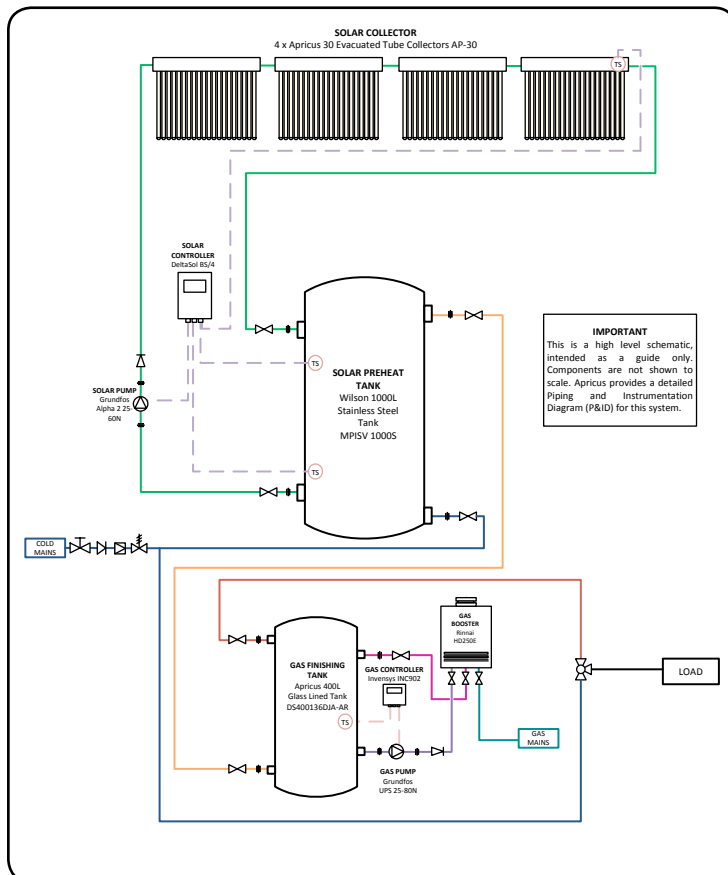 SOLAR COLLECTOR
4 x Apricus 30 Evacuated Tube Collectors AP-30
TS
SOLAR
CONTROLLER
DeltaSol BS/4
TS
SOLAR PREHEAT
TANK
Wilson 1000L
Stainless Steel
Tank
MPISV 1000S
TS
IMPORTANT
This is a high level schematic,
intended as a guide only.
Components are not shown to
scale. Apricus provides a detailed
Piping and Instrumentation
Diagram (P&ID) for this system.
SOLAR PUMP
Grundfos
Alpha 2 25-
60N
COLD
MAINS
GAS FINISHING
TANK
Apricus 400L
Glass Lined Tank
DS400136DJA-AR
TS
GAS CONTROLLER
Invensys INC902
GAS
BOOSTER
Rinnai
HD250E
LOAD
GAS
MAINS
GAS PUMP
Grundfos
UPS 25-80N